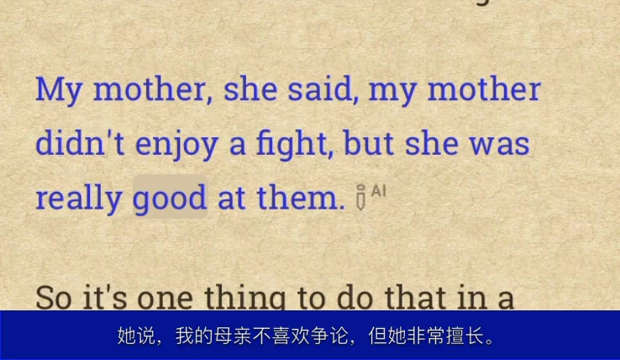 My mother, she said, my mother
didn't enjoy a fight, but she was
really good at them. AI
So it's one thing to do that in a
她说，我的母亲不喜欢争论，但她非常擅长。